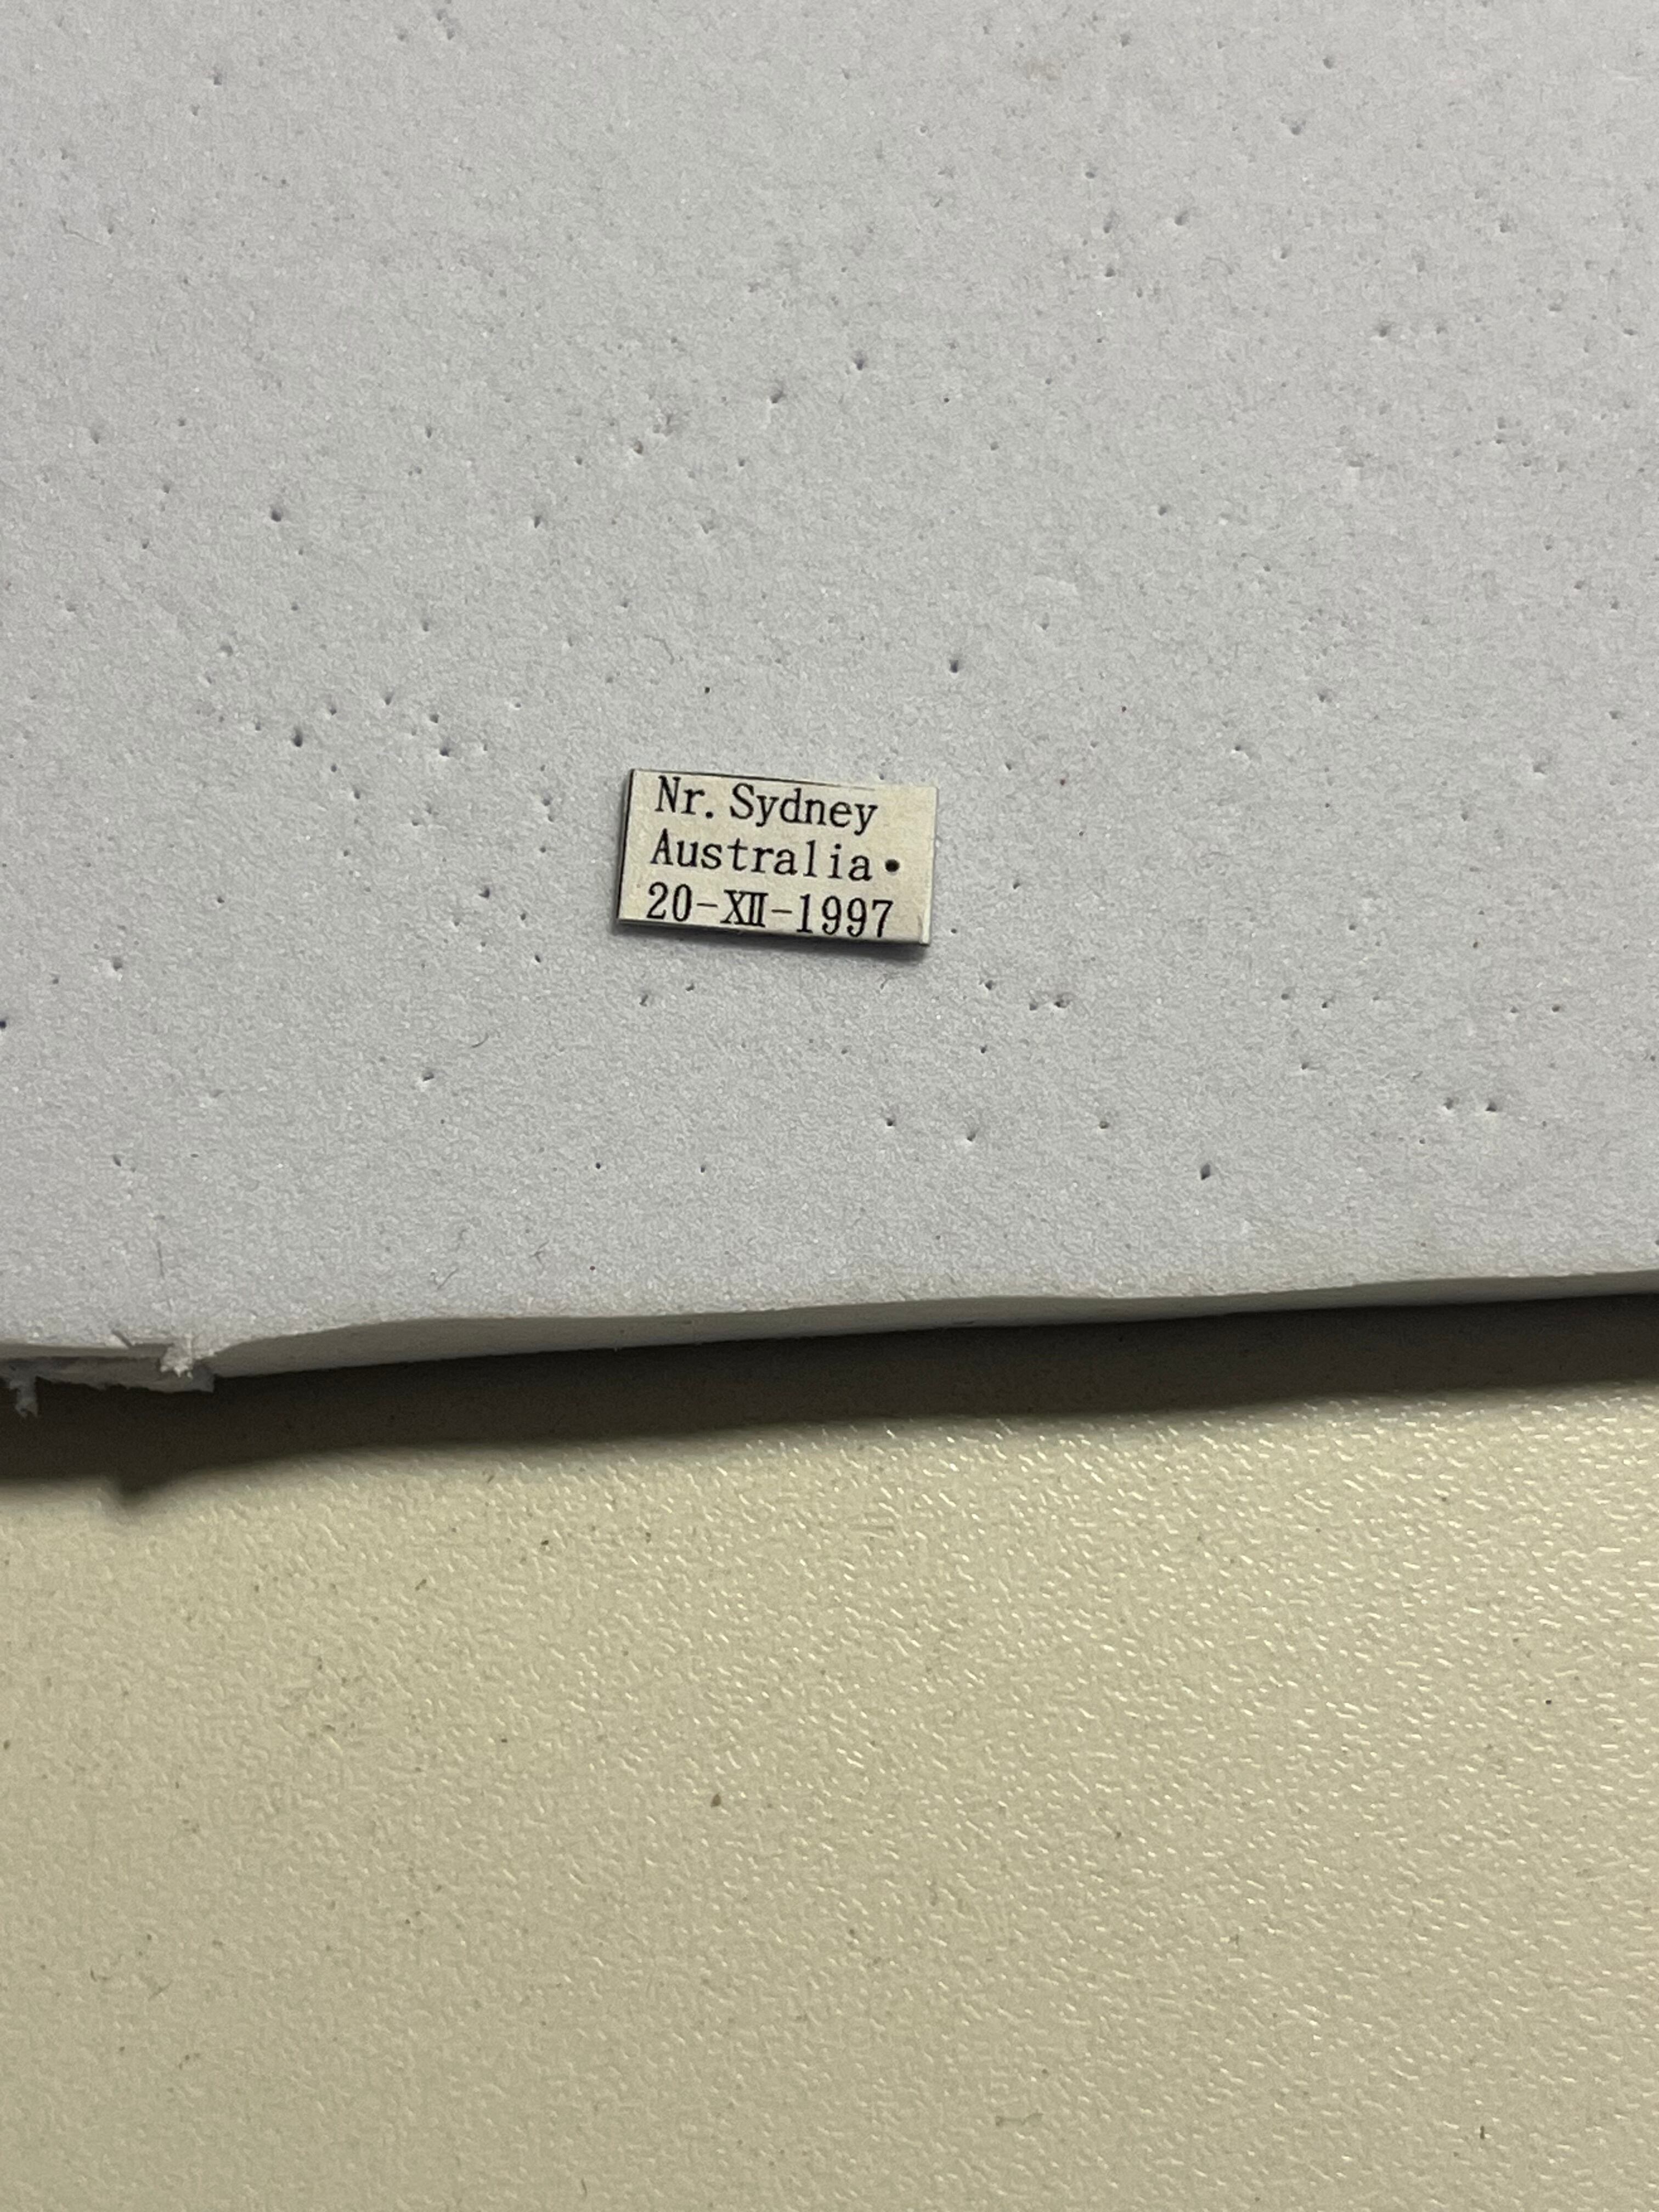 Nr. Sydney
Australia
20-XII-1997